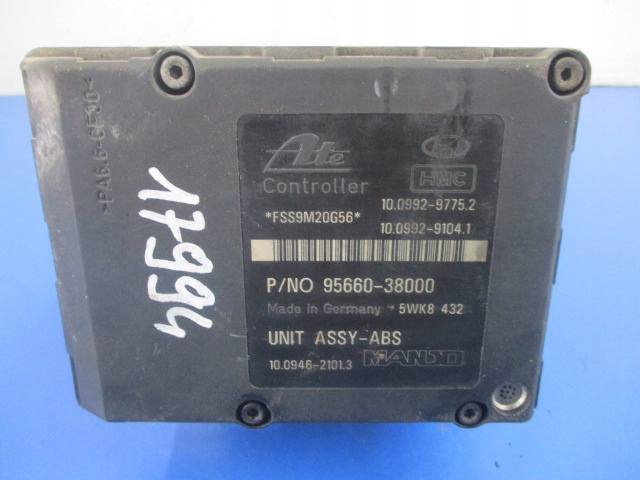 >PA6.6-GF30<
17994
Ate
Controller
HMC
*FSS9M20G56*
10.0992-9775.2
10.0992-9104.1
P/NO 95660-38000
Made in Germany 5WK8 432
UNIT ASSY-ABS
10.0946-2101.3 MANDO